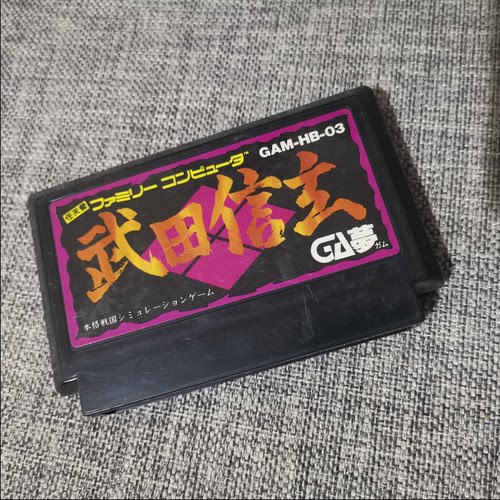 任天堂 ファミリー コンピュータ™
GAM-HB-03
武田信玄
GA夢
ガム
本格戦国シミュレーションゲーム